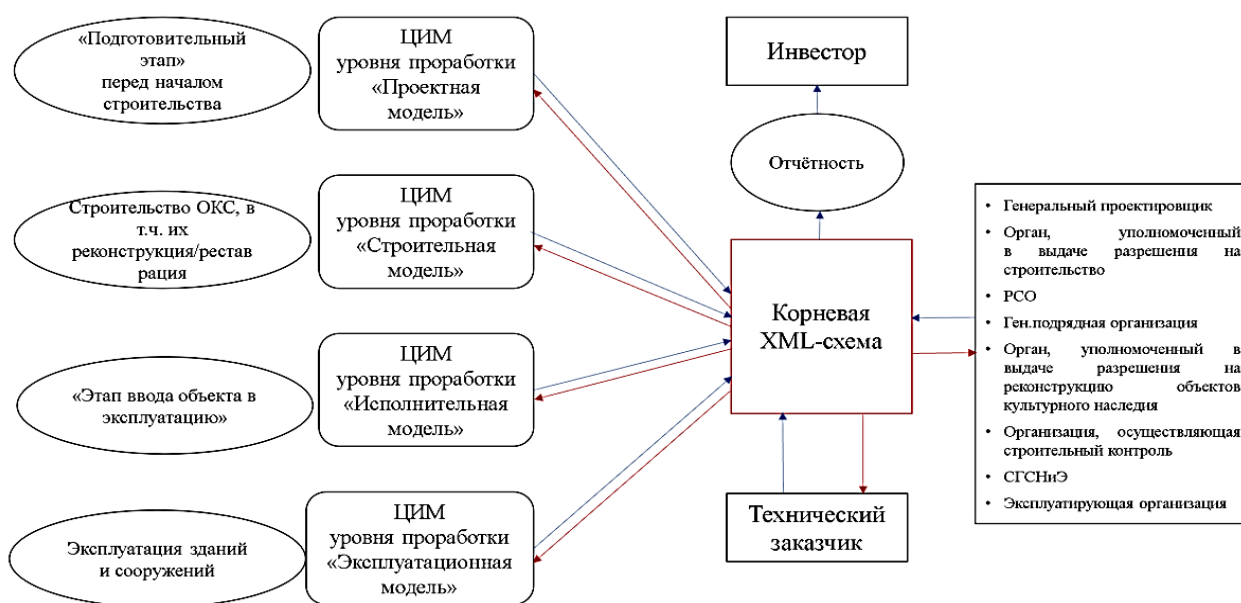 «Подготовительный
этап»
перед началом
строительства
ЦИМ
уровня проработки
«Проектная
модель»
Строительство ОКС, в
т.ч. их
реконструкция/рестав
рация
ЦИМ
уровня проработки
«Строительная
модель»
«Этап ввода объекта в
эксплуатацию»
ЦИМ
уровня проработки
«Исполнительная
модель»
Эксплуатация зданий
и сооружений
ЦИМ
уровня проработки
«Эксплуатационная
модель»
Инвестор
Отчётность
Корневая
XML-схема
Технический
заказчик
• Генеральный проектировщик
• Орган, уполномоченный
в выдаче разрешения на
строительство
• РСО
• Ген.подрядная организация
• Орган, уполномоченный в
выдаче разрешения на
реконструкцию объектов
культурного наследия
• Организация, осуществляющая
строительный контроль
• СГСНиЭ
• Эксплуатирующая организация